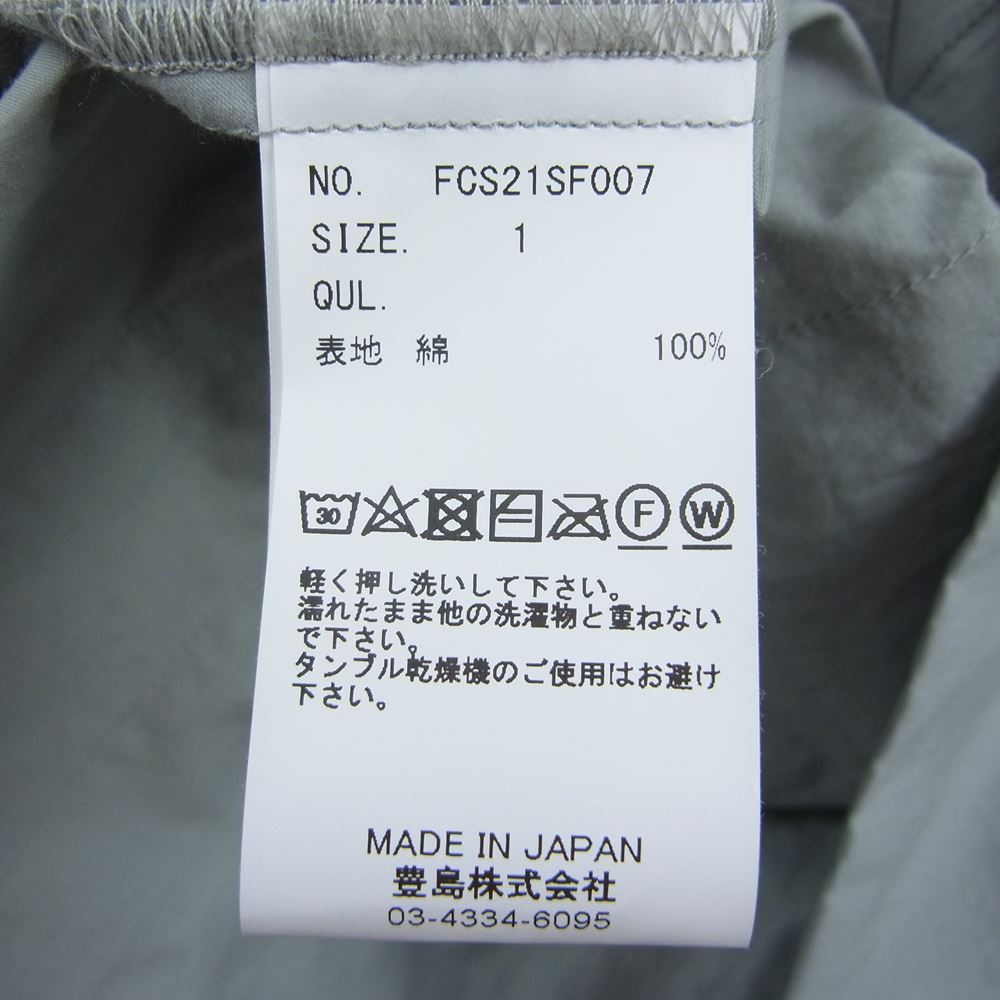 NO. FCS21SF007
SIZE. 1
QUL.
表地 綿 100%
30 F W
軽く押し洗いして下さい。
濡れたまま他の洗濯物と重ねない
で下さい。
タンブル乾燥機のご使用はお避け
下さい。
MADE IN JAPAN
豊島株式会社
03-4334-6095